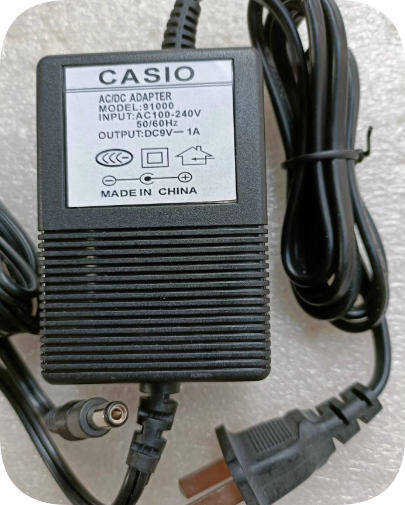 CASIO
AC/DC ADAPTER
MODEL:91000
INPUT:AC100-240V
50/60Hz
OUTPUT:DC9V—1A
MADE IN CHINA